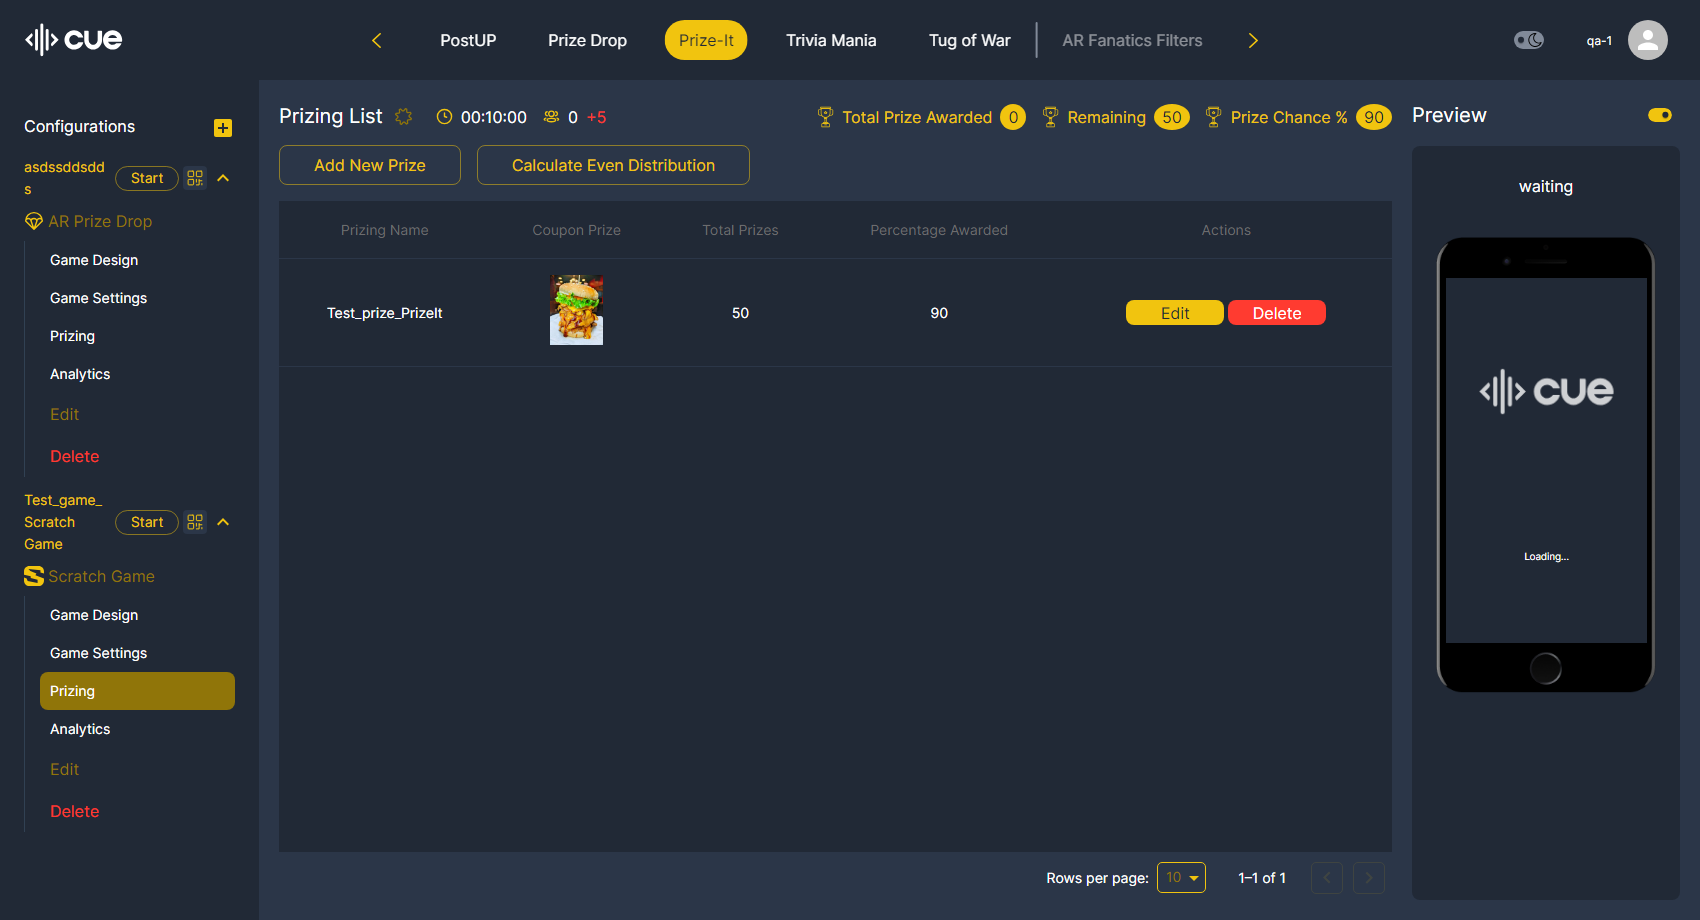 cue
PostUP
Prize Drop
Prize-It
Trivia Mania
Tug of War
AR Fanatics Filters
qa-1
Configurations
asdssddsdd
s
Start
AR Prize Drop
Game Design
Game Settings
Prizing
Analytics
Edit
Delete
Test_game_
Scratch
Game
Start
Scratch Game
Game Design
Game Settings
Prizing
Analytics
Edit
Delete
Prizing List
00:10:00
0 +5
Total Prize Awarded 0
Remaining 50
Prize Chance % 90
Add New Prize
Calculate Even Distribution
Prizing Name
Coupon Prize
Total Prizes
Percentage Awarded
Actions
Test_prize_PrizeIt
50
90
Edit
Delete
Rows per page: 10
1–1 of 1
Preview
waiting
cue
Loading...